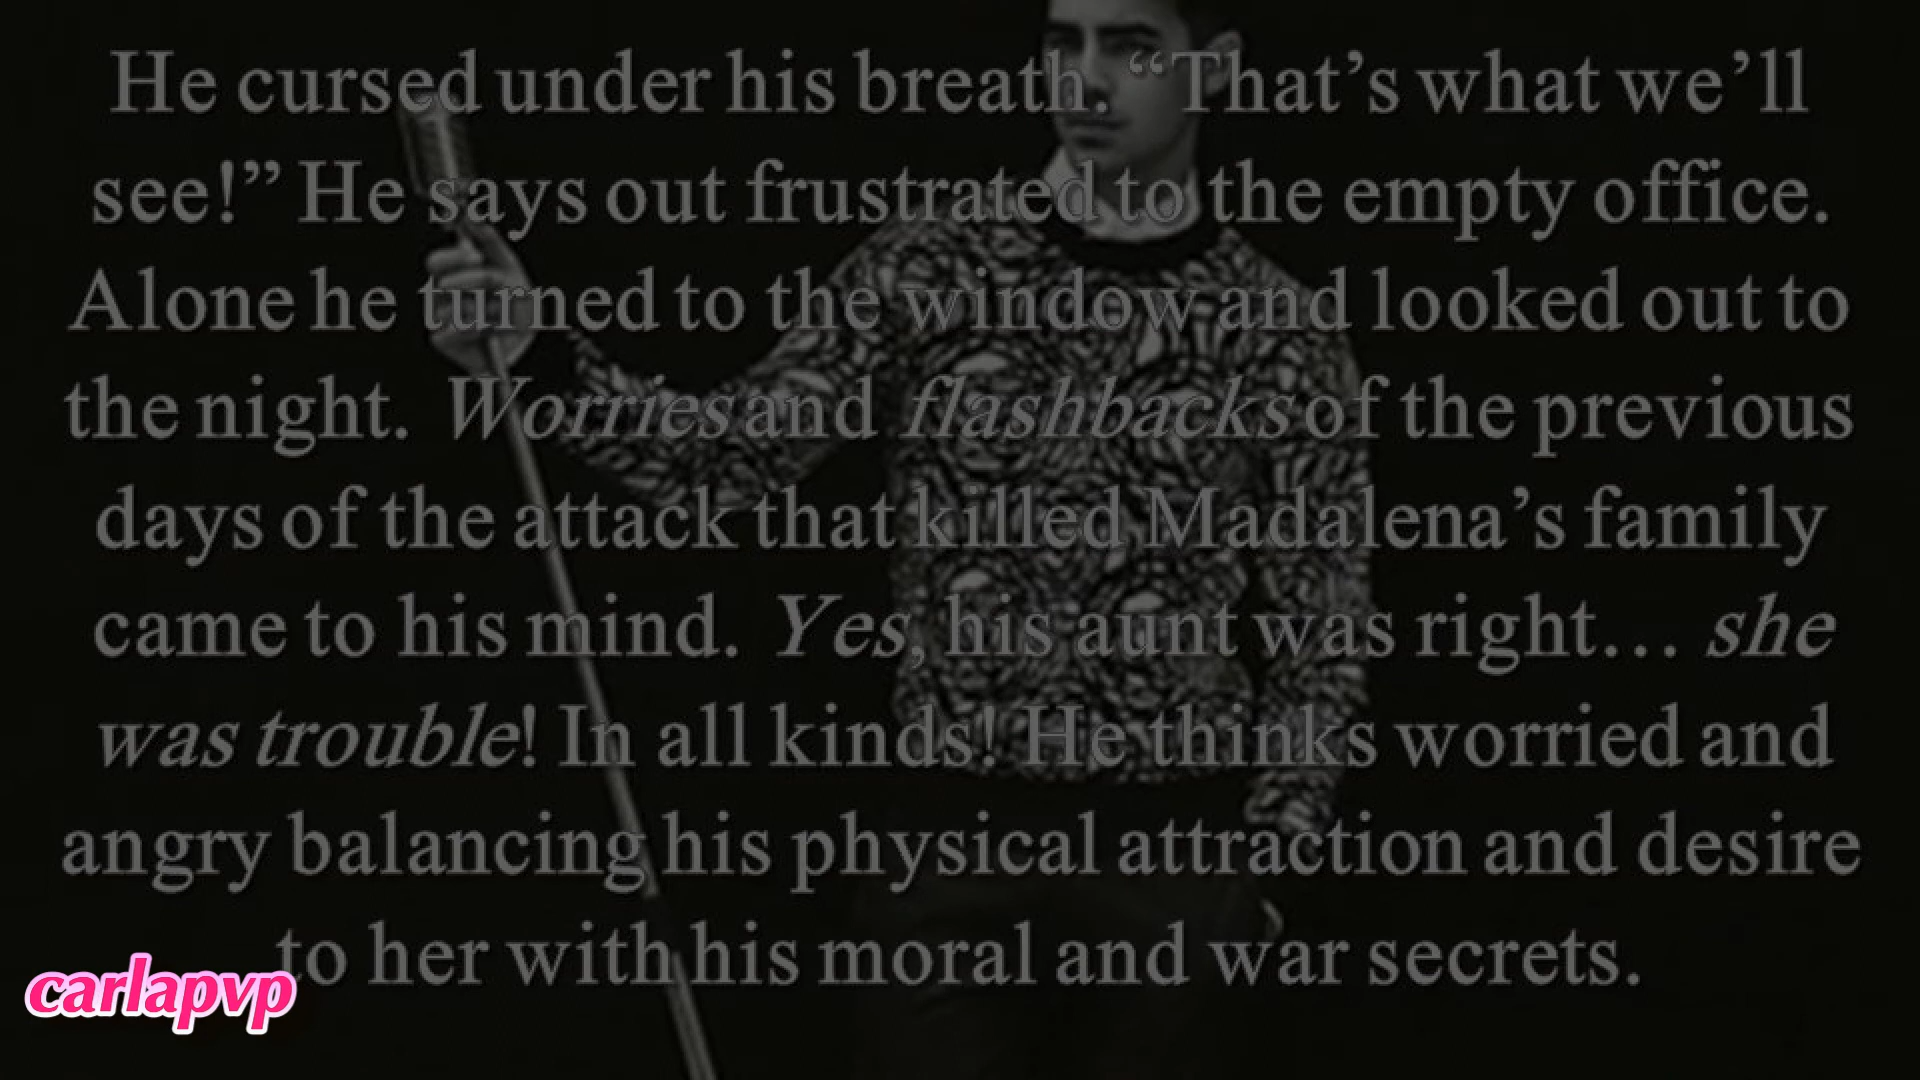 He cursed under his breath. “That’s what we’ll
see!” He says out frustrated to the empty office.
Alone he turned to the window and looked out to
the night. Worries and flashbacks of the previous
days of the attack that killed Madalena’s family
came to his mind. Yes, his aunt was right… she
was trouble! In all kinds! He thinks worried and
angry balancing his physical attraction and desire
to her with his moral and war secrets.
carlapvp